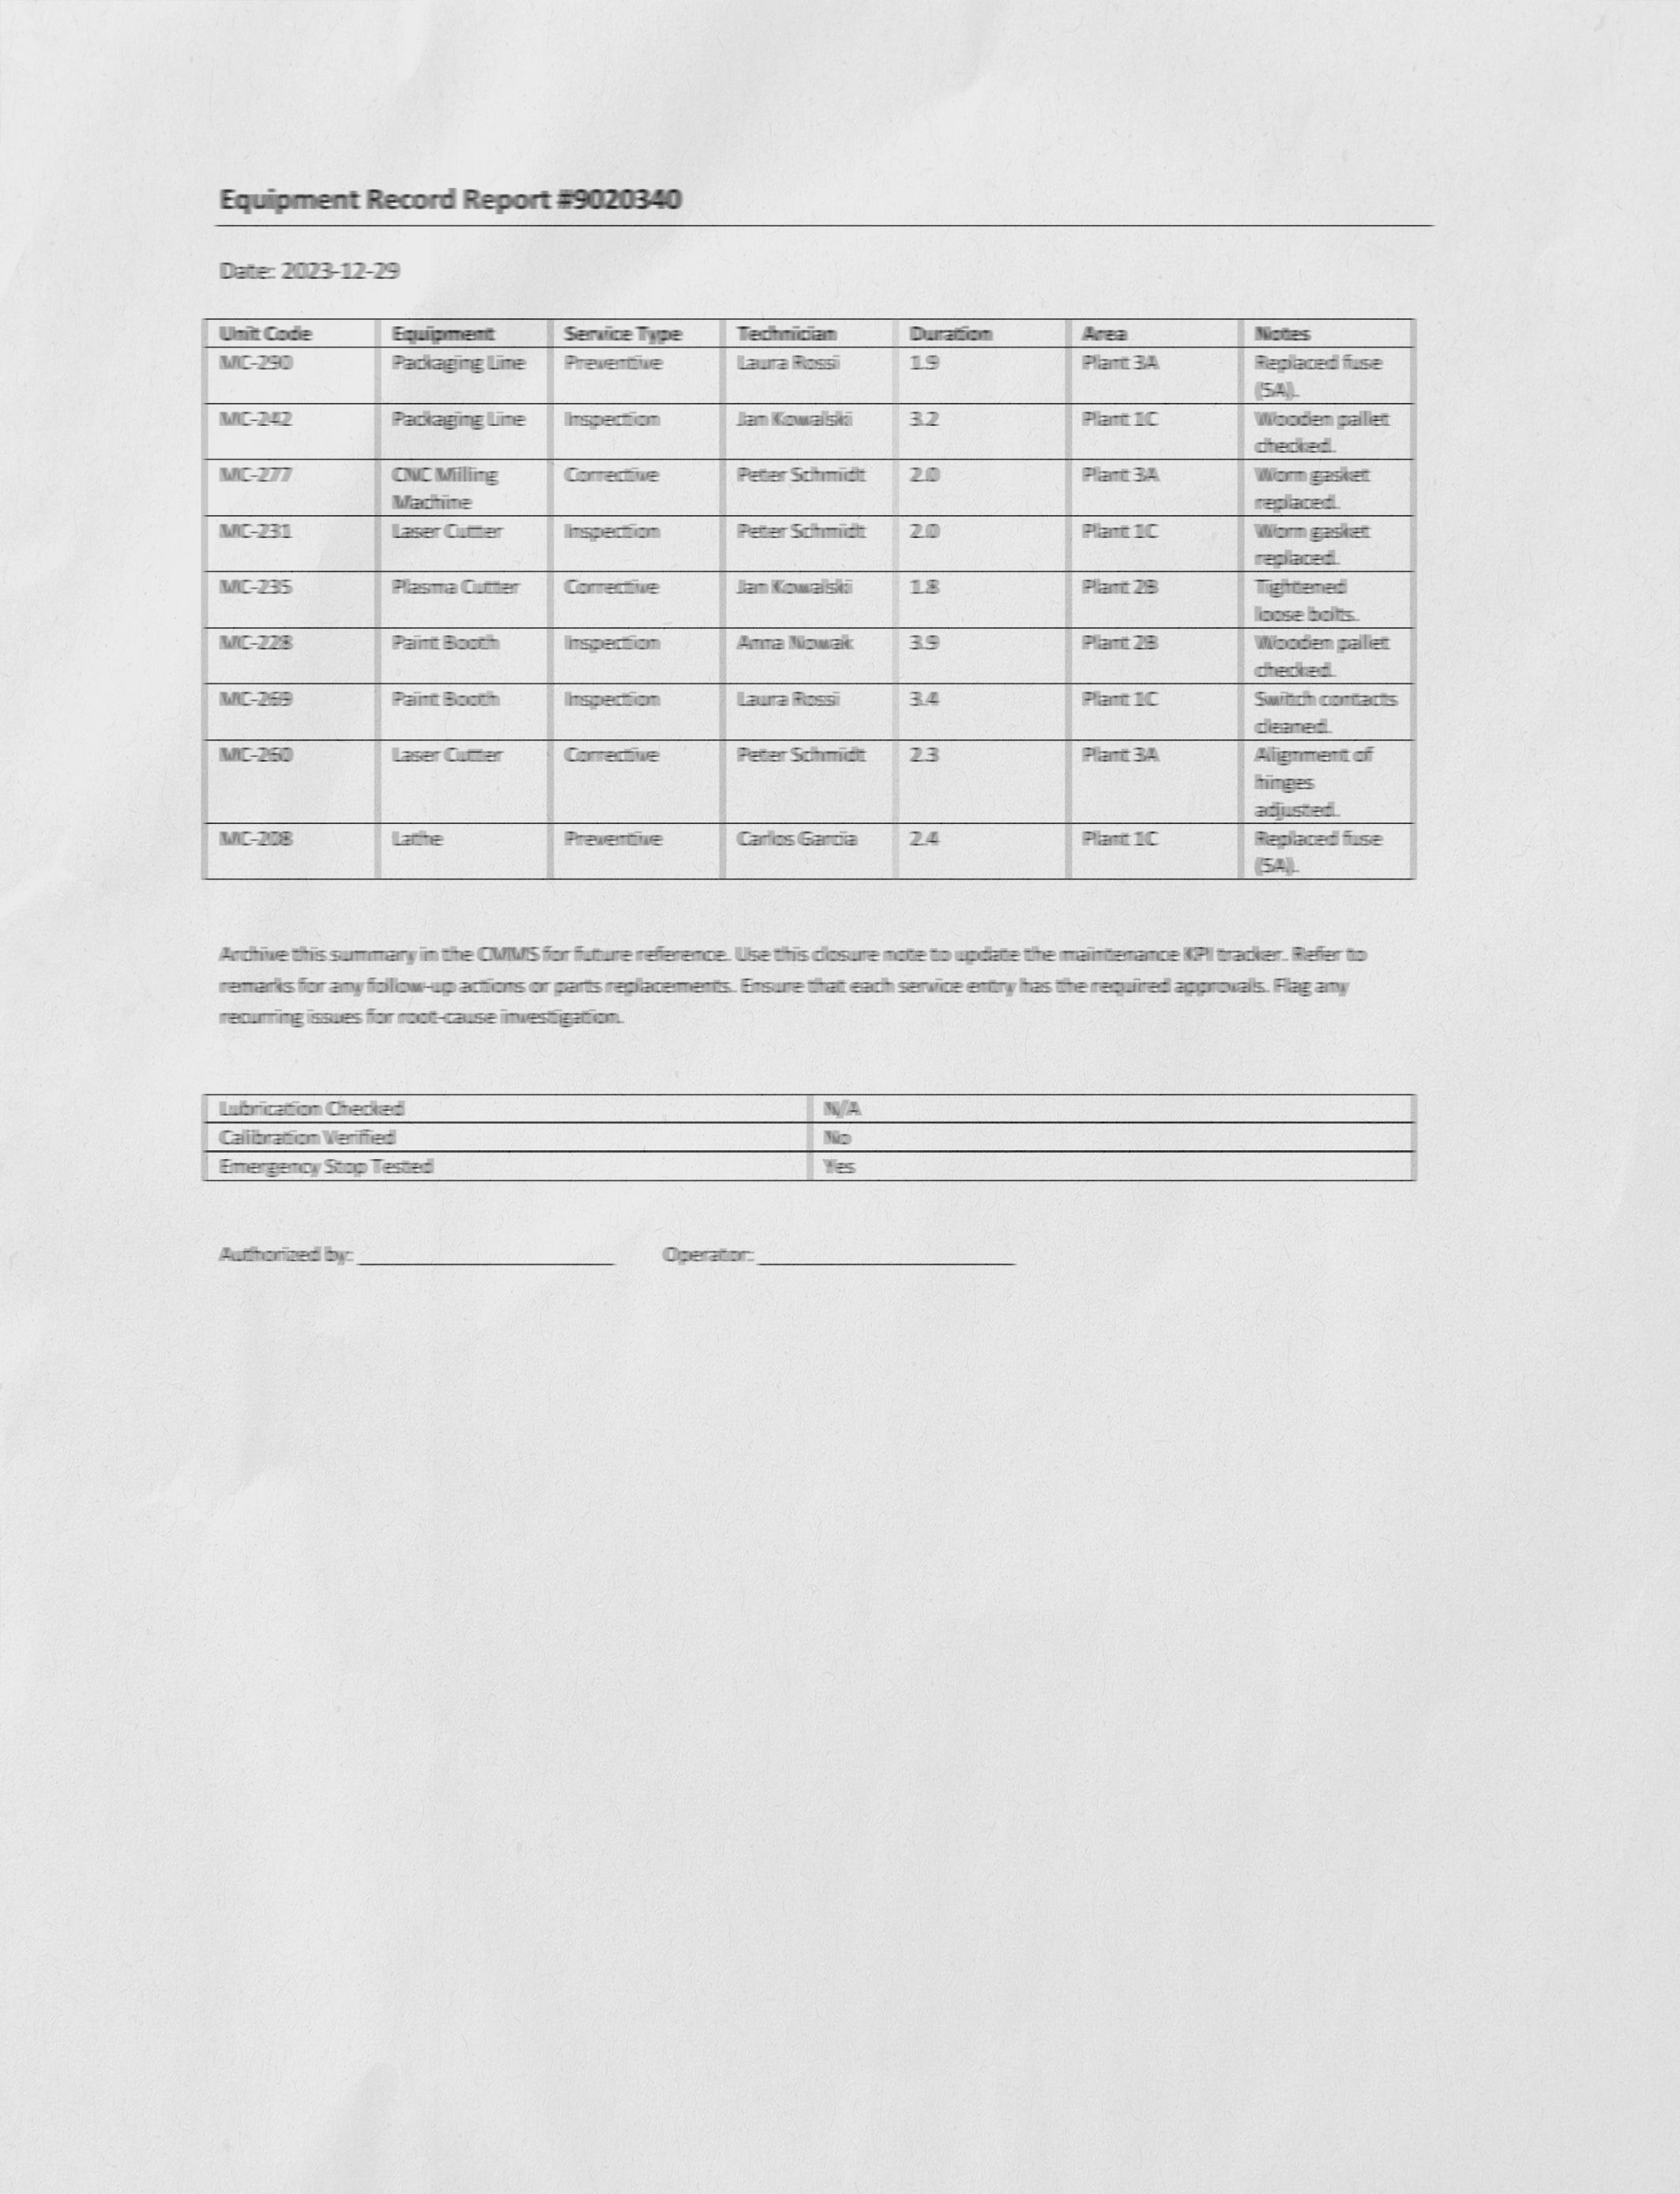 Equipment Record Report #9020340
Date: 2023-12-29
Unit Code Equipment Service Type Technician Duration Area Notes
MC-290 Packaging Line Preventive Laura Rossi 1.9 Plant 3A Replaced fuse
(5A).
MC-242 Packaging Line Inspection Jan Kowalski 3.2 Plant 1C Wooden pallet
checked.
MC-277 CNC Milling Corrective Peter Schmidt 2.0 Plant 3A Worn gasket
Machine replaced.
MC-231 Laser Cutter Inspection Peter Schmidt 2.0 Plant 1C Worn gasket
replaced.
MC-235 Plasma Cutter Corrective Jan Kowalski 1.8 Plant 2B Tightened
loose bolts.
MC-228 Paint Booth Inspection Anna Nowak 3.9 Plant 2B Wooden pallet
checked.
MC-269 Paint Booth Inspection Laura Rossi 3.4 Plant 1C Switch contacts
cleaned.
MC-260 Laser Cutter Corrective Peter Schmidt 2.3 Plant 3A Alignment of
hinges
adjusted.
MC-208 Lathe Preventive Carlos Garcia 2.4 Plant 1C Replaced fuse
(5A).
Archive this summary in the CMMS for future reference. Use this closure note to update the maintenance KPI tracker. Refer to
remarks for any follow-up actions or parts replacements. Ensure that each service entry has the required approvals. Flag any
recurring issues for root-cause investigation.
Lubrication Checked N/A
Calibration Verified No
Emergency Stop Tested Yes
Authorized by: Operator: